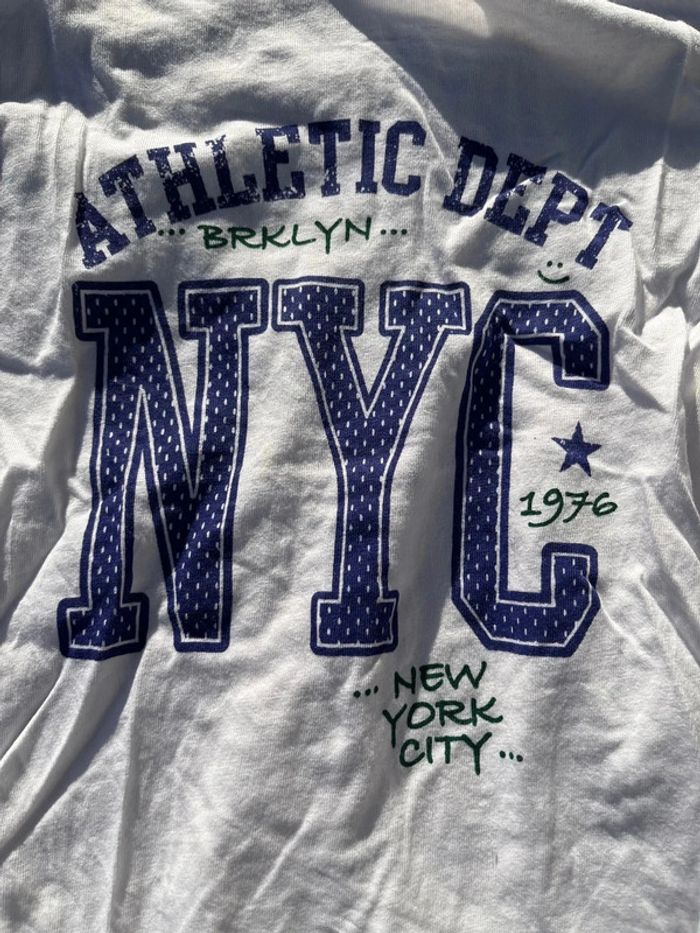 ATHLETIC DEPT
... BRKLYN ...
NYC
1976
... NEW
YORK
CITY ...